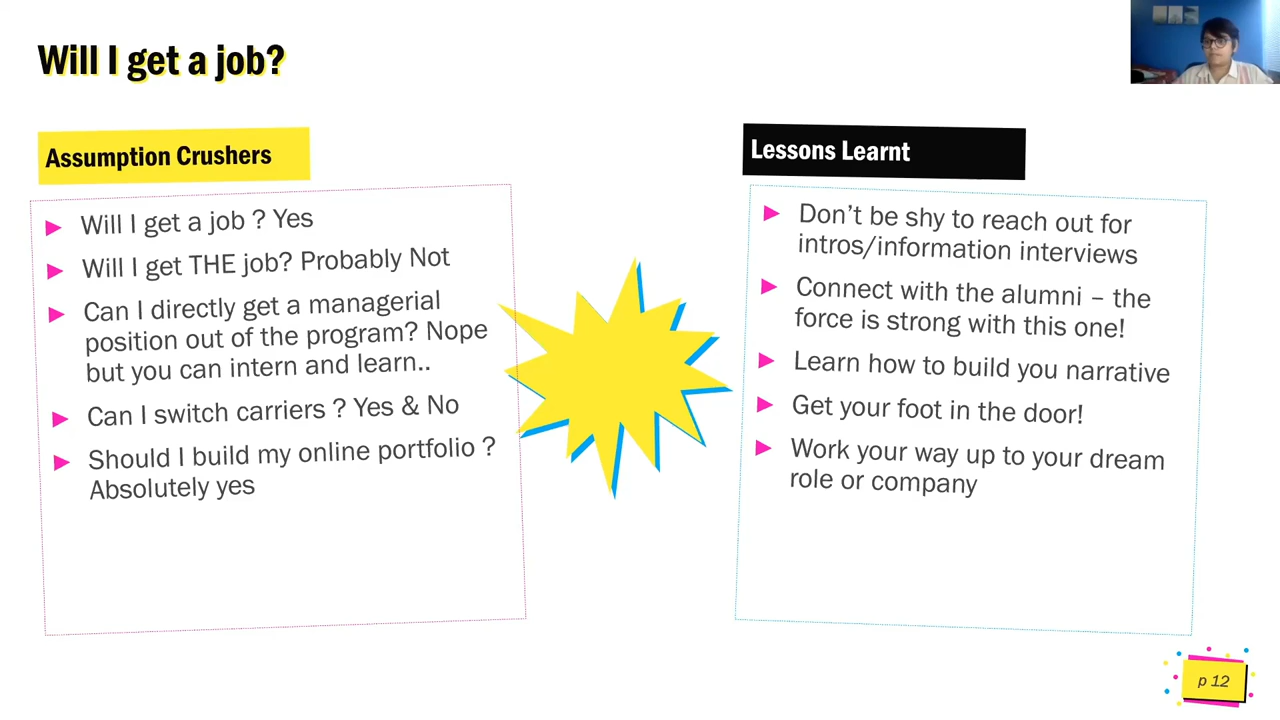 Will I get a job?
Assumption Crushers
Will I get a job ? Yes
Will I get THE job? Probably Not
Can I directly get a managerial
position out of the program? Nope
but you can intern and learn..
Can I switch carriers ? Yes & No
Should I build my online portfolio ?
Absolutely yes
Lessons Learnt
Don't be shy to reach out for
intros/information interviews
Connect with the alumni – the
force is strong with this one!
Learn how to build you narrative
Get your foot in the door!
Work your way up to your dream
role or company
p 12